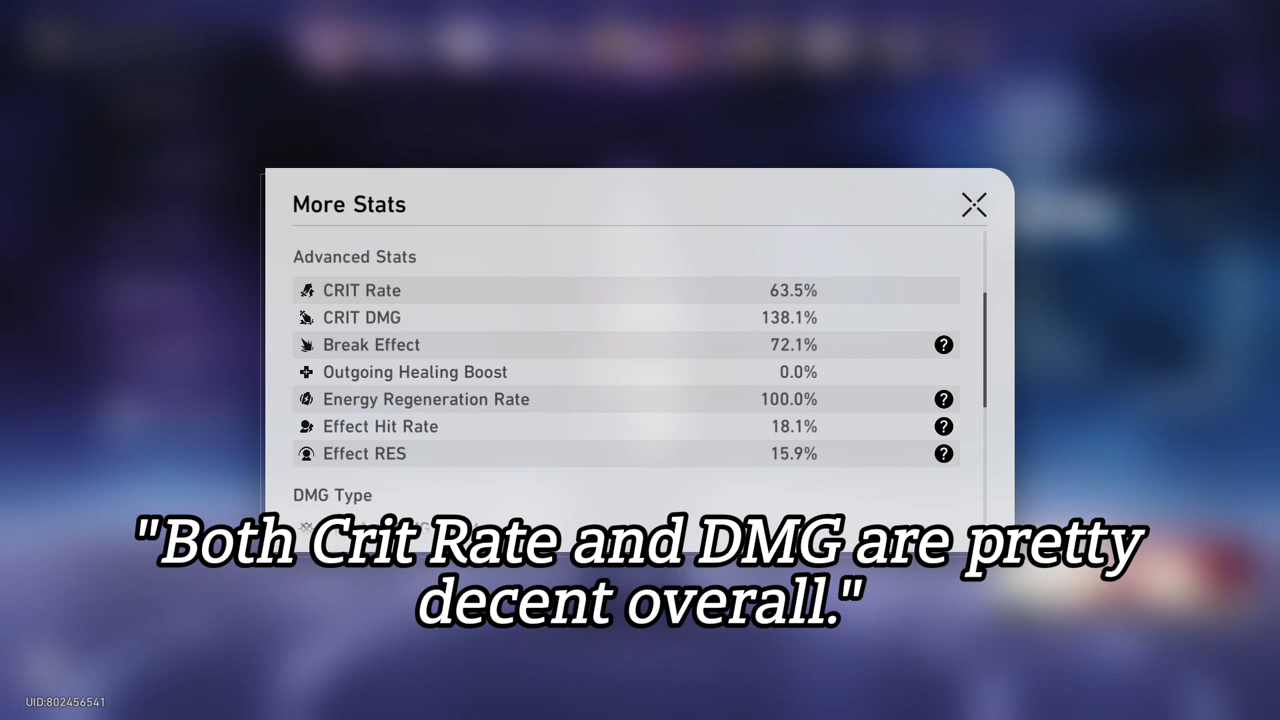 More Stats
Advanced Stats
CRIT Rate 63.5%
CRIT DMG 138.1%
Break Effect 72.1% ?
Outgoing Healing Boost 0.0%
Energy Regeneration Rate 100.0% ?
Effect Hit Rate 18.1% ?
Effect RES 15.9% ?
DMG Type
"Both Crit Rate and DMG are pretty
decent overall."
UID:802456541